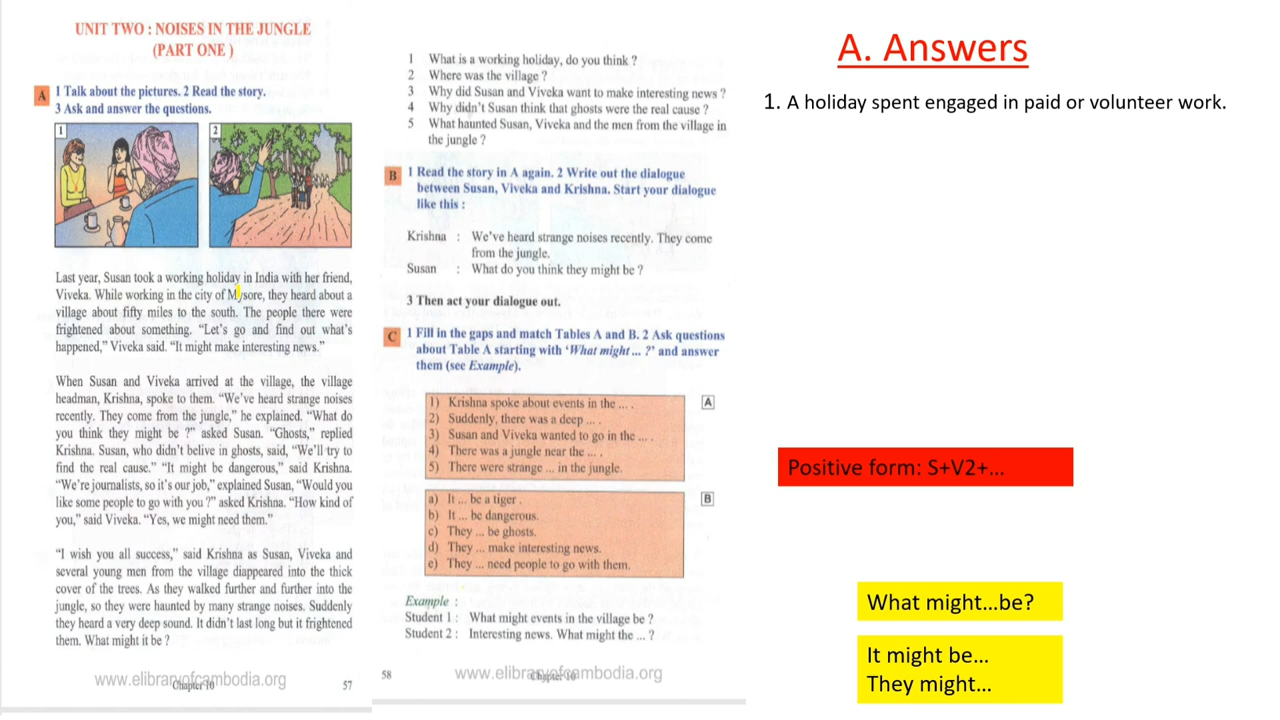 UNIT TWO : NOISES IN THE JUNGLE
(PART ONE )
A
1 Talk about the pictures. 2 Read the story.
3 Ask and answer the questions.
1
2
Last year, Susan took a working holiday in India with her friend,
Viveka. While working in the city of Mysore, they heard about a
village about fifty miles to the south. The people there were
frightened about something. “Let’s go and find out what’s
happened,” Viveka said. “It might make interesting news.”
When Susan and Viveka arrived at the village, the village
headman, Krishna, spoke to them. “We’ve heard strange noises
recently. They come from the jungle,” he explained. “What do
you think they might be ?” asked Susan. “Ghosts,” replied
Krishna. Susan, who didn’t belive in ghosts, said, “We’ll try to
find the real cause.” “It might be dangerous,” said Krishna.
“We’re journalists, so it’s our job,” explained Susan, “Would you
like some people to go with you ?” asked Krishna. “How kind of
you,” said Viveka. “Yes, we might need them.”
“I wish you all success,” said Krishna as Susan, Viveka and
several young men from the village diappeared into the thick
cover of the trees. As they walked further and further into the
jungle, so they were haunted by many strange noises. Suddenly
they heard a very deep sound. It didn’t last long but it frightened
them. What might it be ?
www.elibraryofcambodia.org
Chapter 10
57
1 What is a working holiday, do you think ?
2 Where was the village ?
3 Why did Susan and Viveka want to make interesting news ?
4 Why didn’t Susan think that ghosts were the real cause ?
5 What haunted Susan, Viveka and the men from the village in
the jungle ?
B
1 Read the story in A again. 2 Write out the dialogue
between Susan, Viveka and Krishna. Start your dialogue
like this :
Krishna : We’ve heard strange noises recently. They come
from the jungle.
Susan : What do you think they might be ?
3 Then act your dialogue out.
C
1 Fill in the gaps and match Tables A and B. 2 Ask questions
about Table A starting with ‘What might ... ?’ and answer
them (see Example).
A
1) Krishna spoke about events in the ... .
2) Suddenly, there was a deep ... .
3) Susan and Viveka wanted to go in the ... .
4) There was a jungle near the ... .
5) There were strange ... in the jungle.
B
a) It ... be a tiger .
b) It ... be dangerous.
c) They ... be ghosts.
d) They ... make interesting news.
e) They ... need people to go with them.
Example :
Student 1 : What might events in the village be ?
Student 2 : Interesting news. What might the ... ?
58
www.elibraryofcambodia.org
Chapter 10
A. Answers
1. A holiday spent engaged in paid or volunteer work.
Positive form: S+V2+...
What might...be?
It might be...
They might...